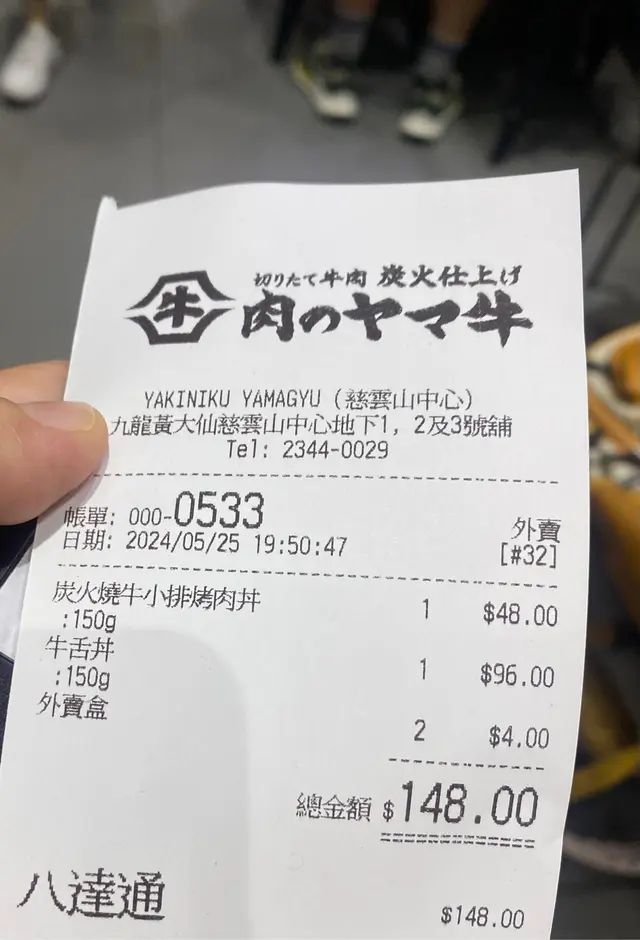 切りたて牛肉 炭火仕上げ
牛 肉のヤマ牛
YAKINIKU YAMAGYU (慈雲山中心)
九龍黃大仙慈雲山中心地下1, 2及3號舖
Tel: 2344-0029
帳單: 000-0533 外賣
日期: 2024/05/25 19:50:47 [#32]
炭火燒牛小排烤肉丼 1 $48.00
:150g
牛舌丼 1 $96.00
:150g
外賣盒 2 $4.00
總金額 $148.00
八達通 $148.00